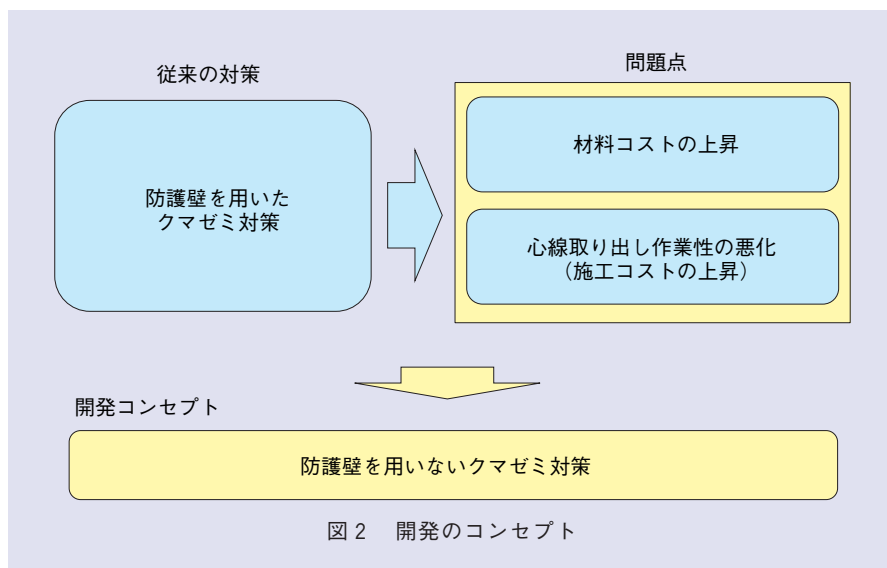 従来の対策
問題点
防護壁を用いた
クマゼミ対策
材料コストの上昇
心線取り出し作業性の悪化
(施工コストの上昇)
開発コンセプト
防護壁を用いないクマゼミ対策
図2 開発のコンセプト